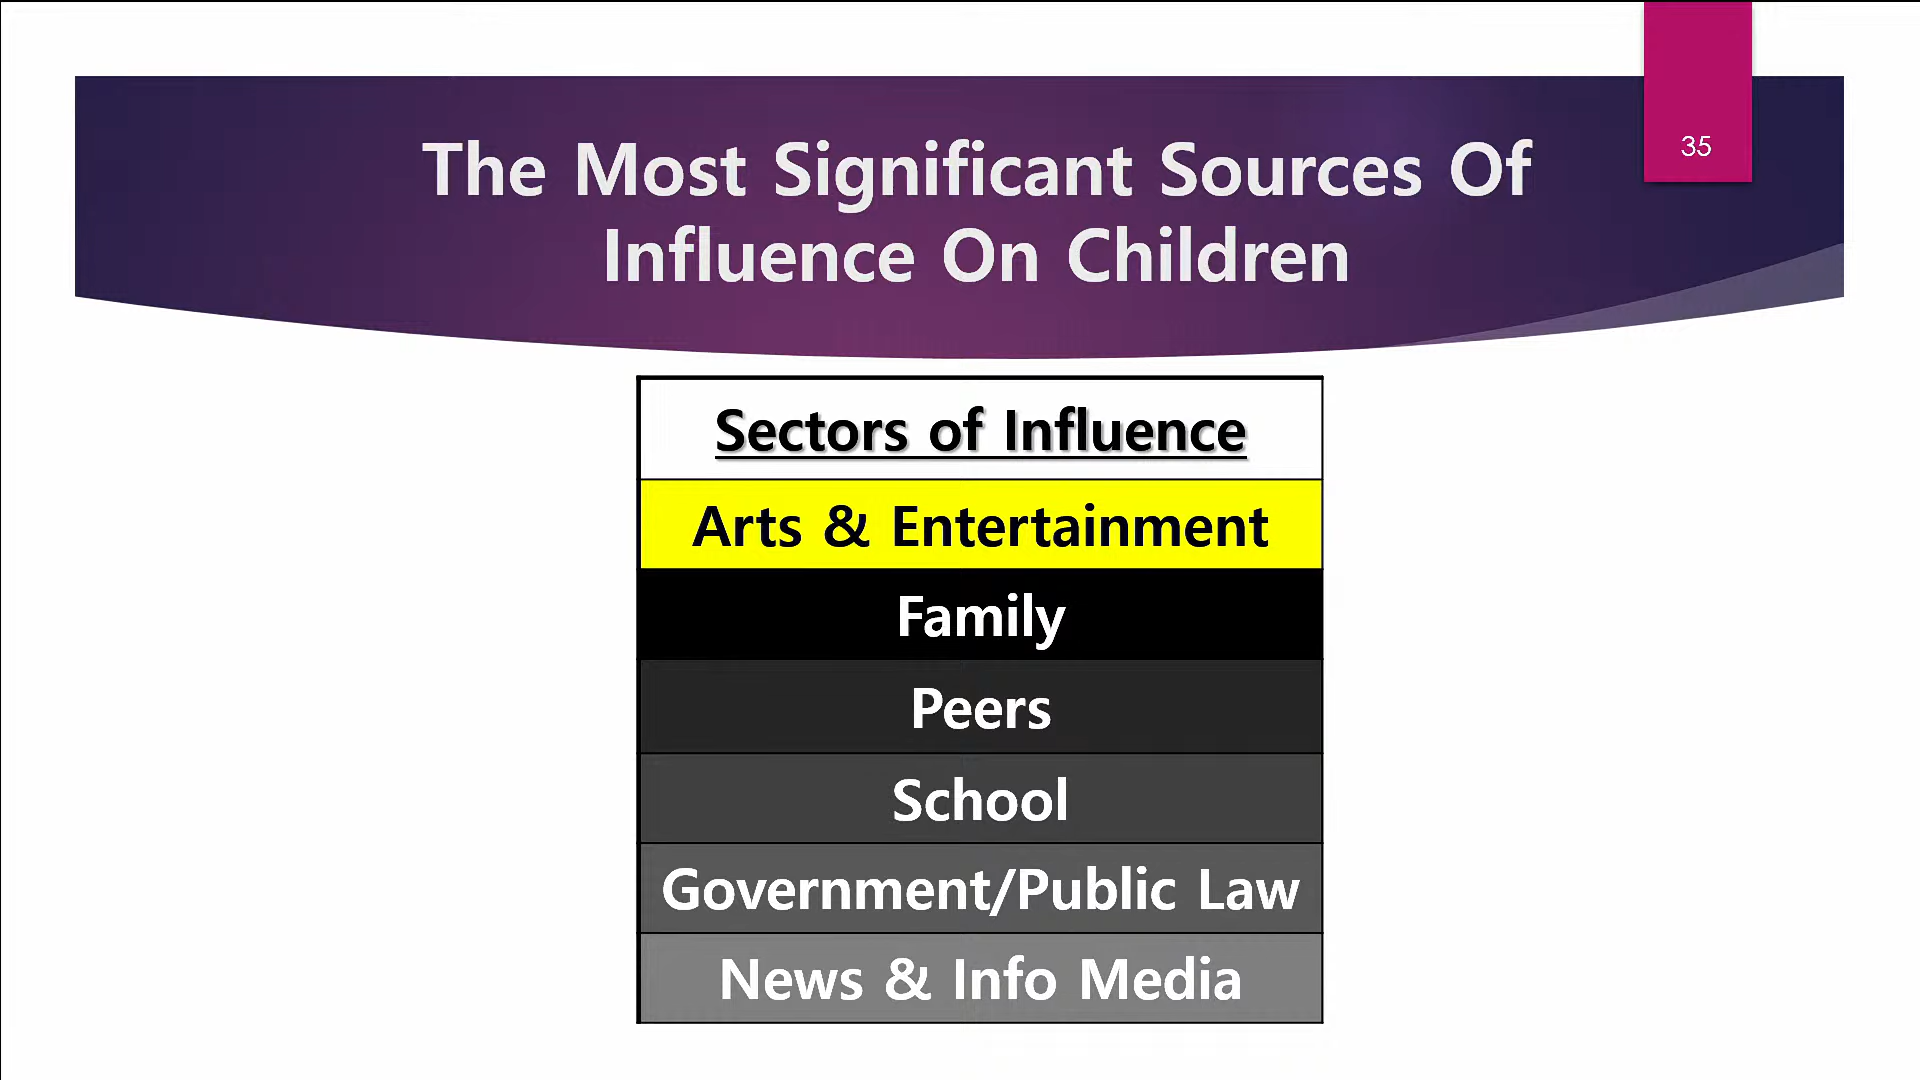 35
The Most Significant Sources Of
Influence On Children
Sectors of Influence
Arts & Entertainment
Family
Peers
School
Government/Public Law
News & Info Media